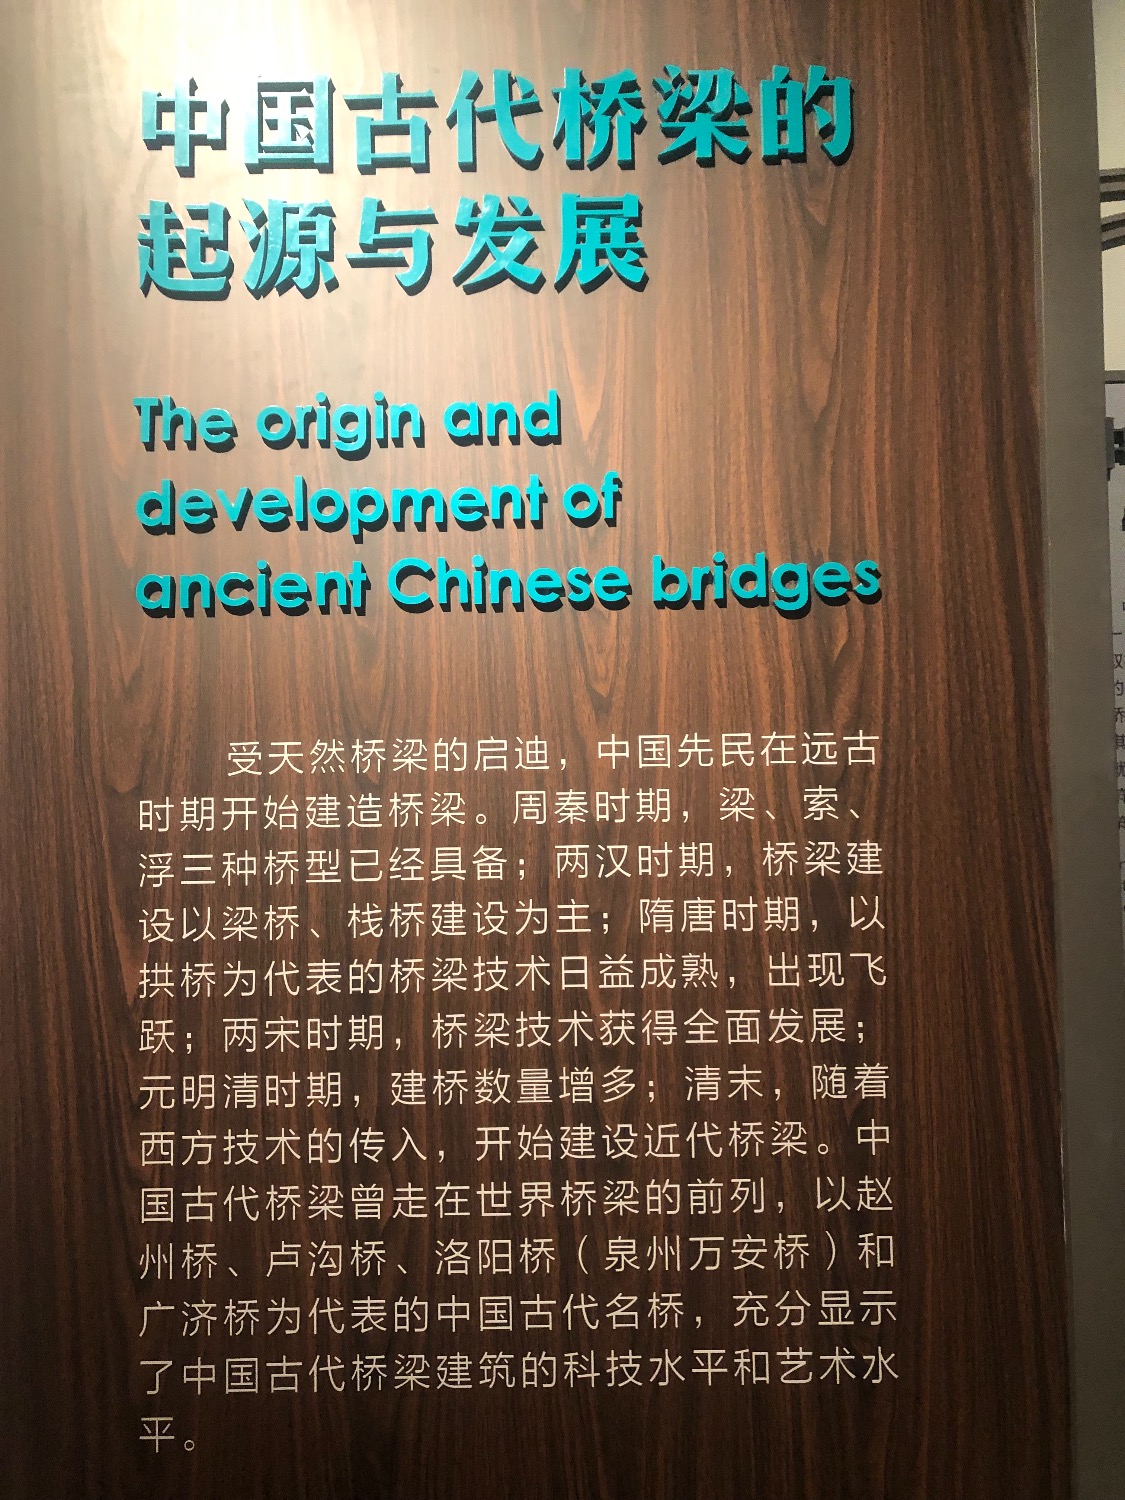 中国古代桥梁的
起源与发展
The origin and
development of
ancient Chinese bridges
受天然桥梁的启迪，中国先民在远古
时期开始建造桥梁。周秦时期，梁、索、
浮三种桥型已经具备；两汉时期，桥梁建
设以梁桥、栈桥建设为主；隋唐时期，以
拱桥为代表的桥梁技术日益成熟，出现飞
跃；两宋时期，桥梁技术获得全面发展；
元明清时期，建桥数量增多；清末，随着
西方技术的传入，开始建设近代桥梁。中
国古代桥梁曾走在世界桥梁的前列，以赵
州桥、卢沟桥、洛阳桥（泉州万安桥）和
广济桥为代表的中国古代名桥，充分显示
了中国古代桥梁建筑的科技水平和艺术水
平。